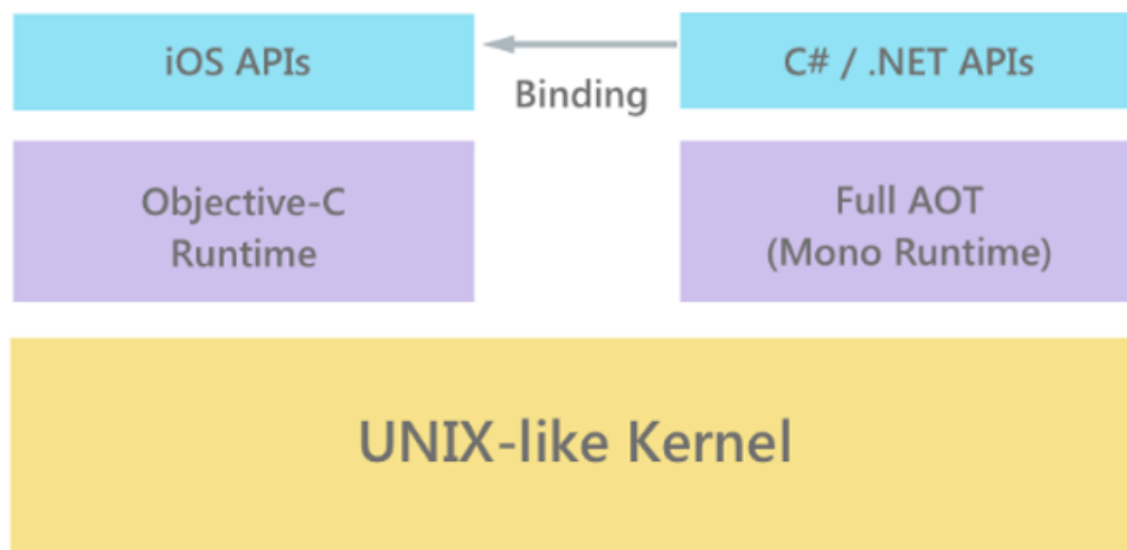 iOS APIs
C# / .NET APIs
Binding
Objective-C
Runtime
Full AOT
(Mono Runtime)
UNIX-like Kernel